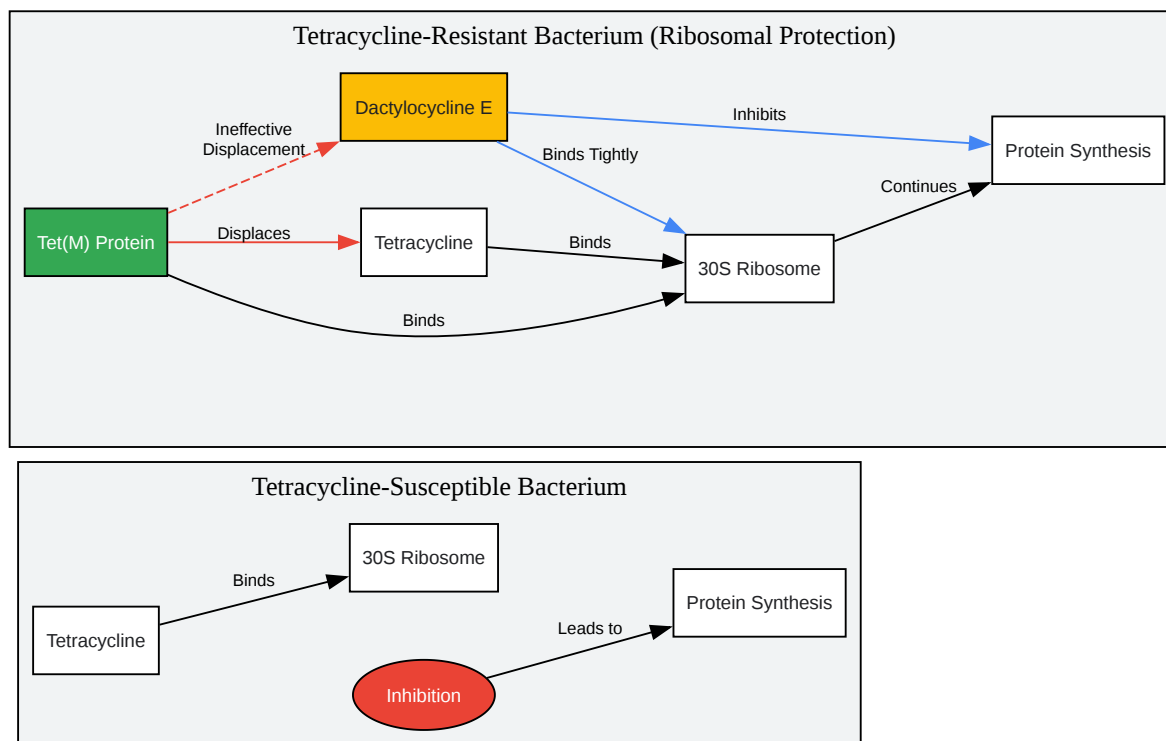 Tetracycline-Resistant Bacterium (Ribosomal Protection)
Dactylocycline E
Inhibits
Protein Synthesis
Ineffective
Displacement
Binds Tightly
Continues
Tet(M) Protein
Displaces
Tetracycline
Binds
30S Ribosome
Binds
Tetracycline-Susceptible Bacterium
30S Ribosome
Binds
Tetracycline
Protein Synthesis
Leads to
Inhibition